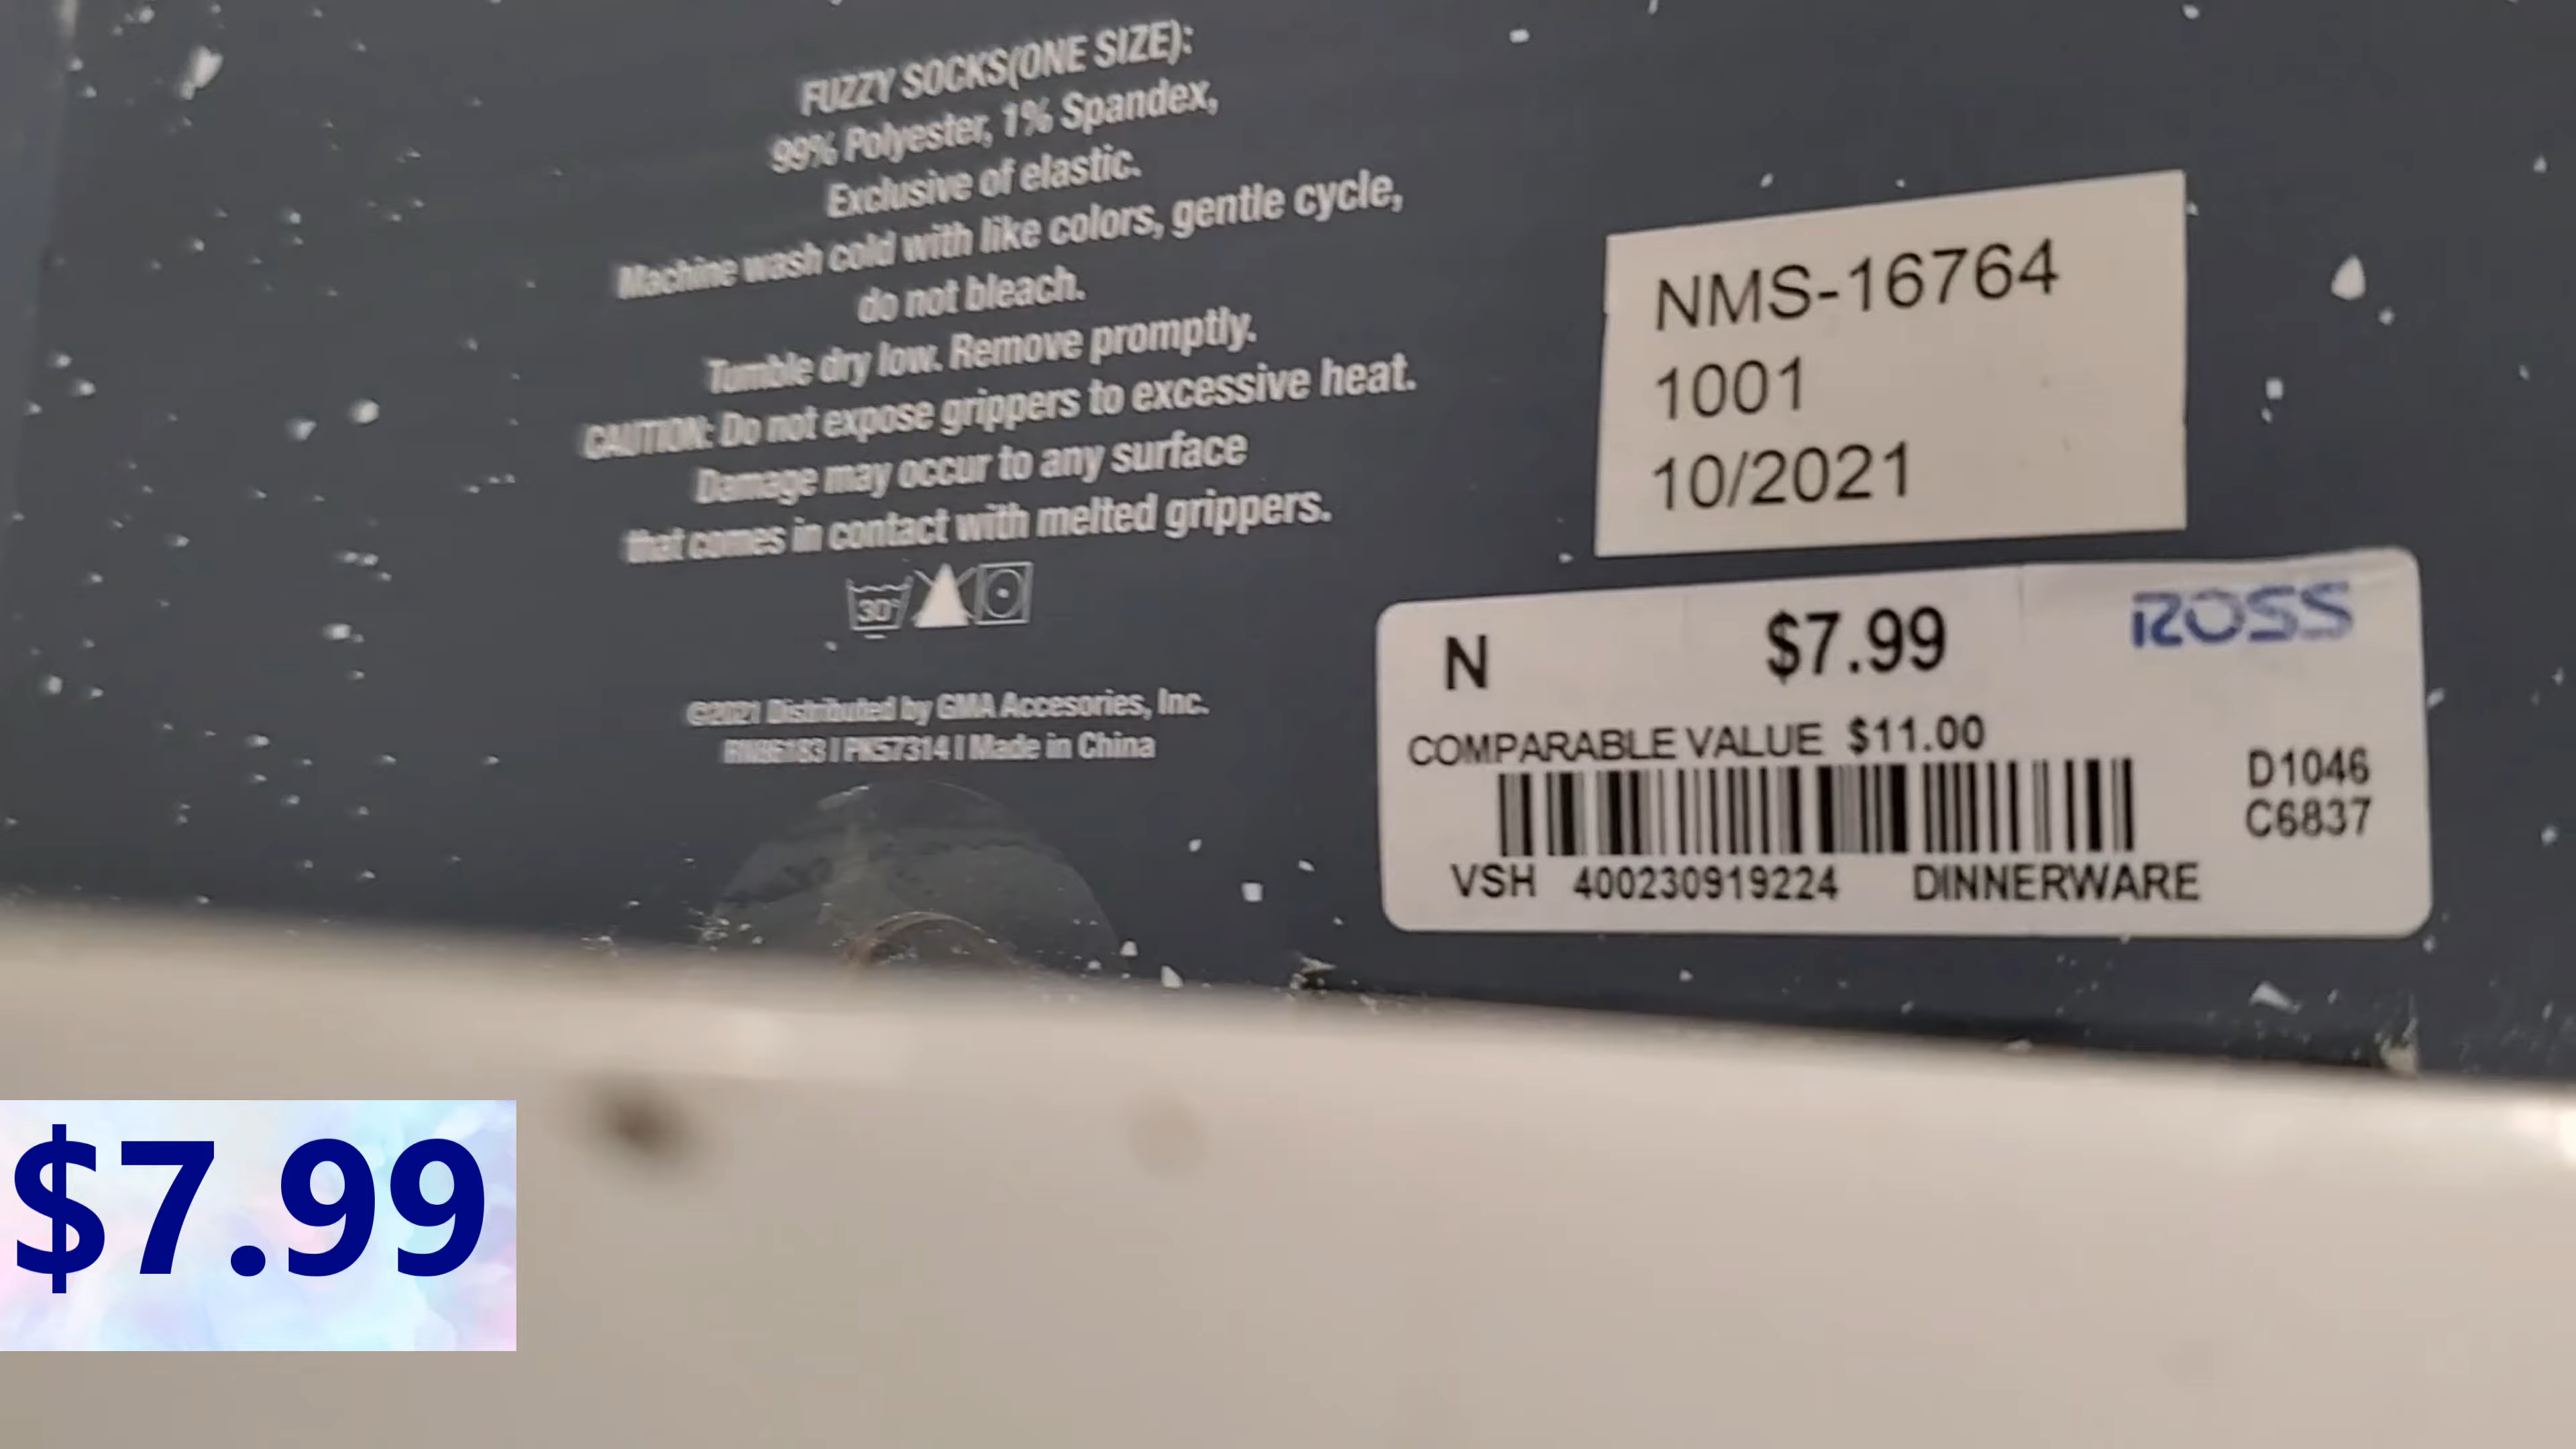 FUZZY SOCKS(ONE SIZE):
99% Polyester, 1% Spandex,
Exclusive of elastic.
Machine wash cold with like colors, gentle cycle,
do not bleach.
Tumble dry low. Remove promptly.
CAUTION: Do not expose grippers to excessive heat.
Damage may occur to any surface
that comes in contact with melted grippers.
30
©2021 Distributed by GMA Accesories, Inc.
RN86183 | PK57314 | Made in China
NMS-16764
1001
10/2021
N $7.99 ROSS
COMPARABLE VALUE $11.00
D1046
C6837
VSH 400230919224 DINNERWARE
$7.99